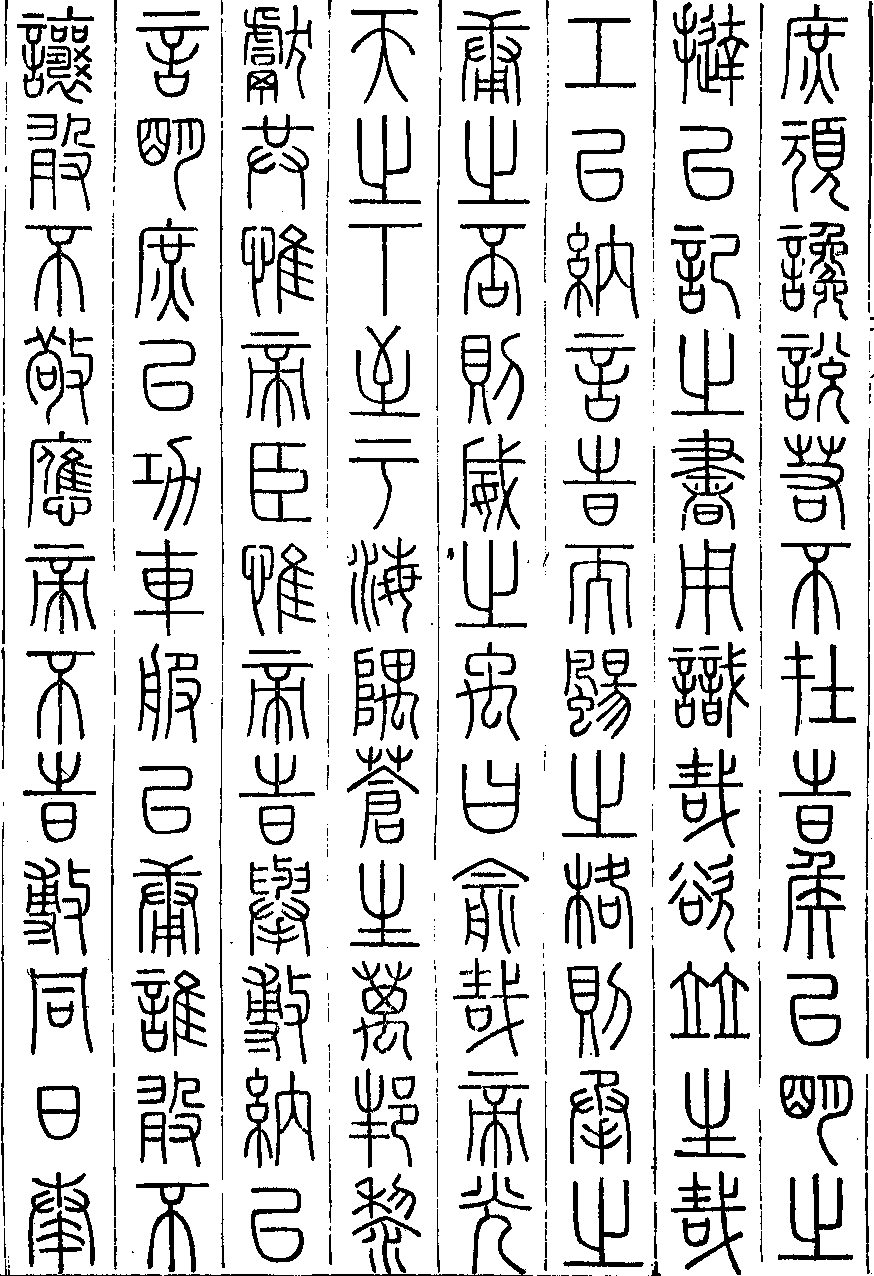 庶頑讒說若不在時侯以明之
撻以記之書用識哉欲並生哉
工以納言時而颺之格則承之
庸之否則威之禹曰俞哉帝光
天之下至于海隅蒼生萬邦黎
獻共惟帝臣惟帝時舉敷納以
言明庶以功車服以庸誰敢不
讓敢不敬應帝不時敷同日奏